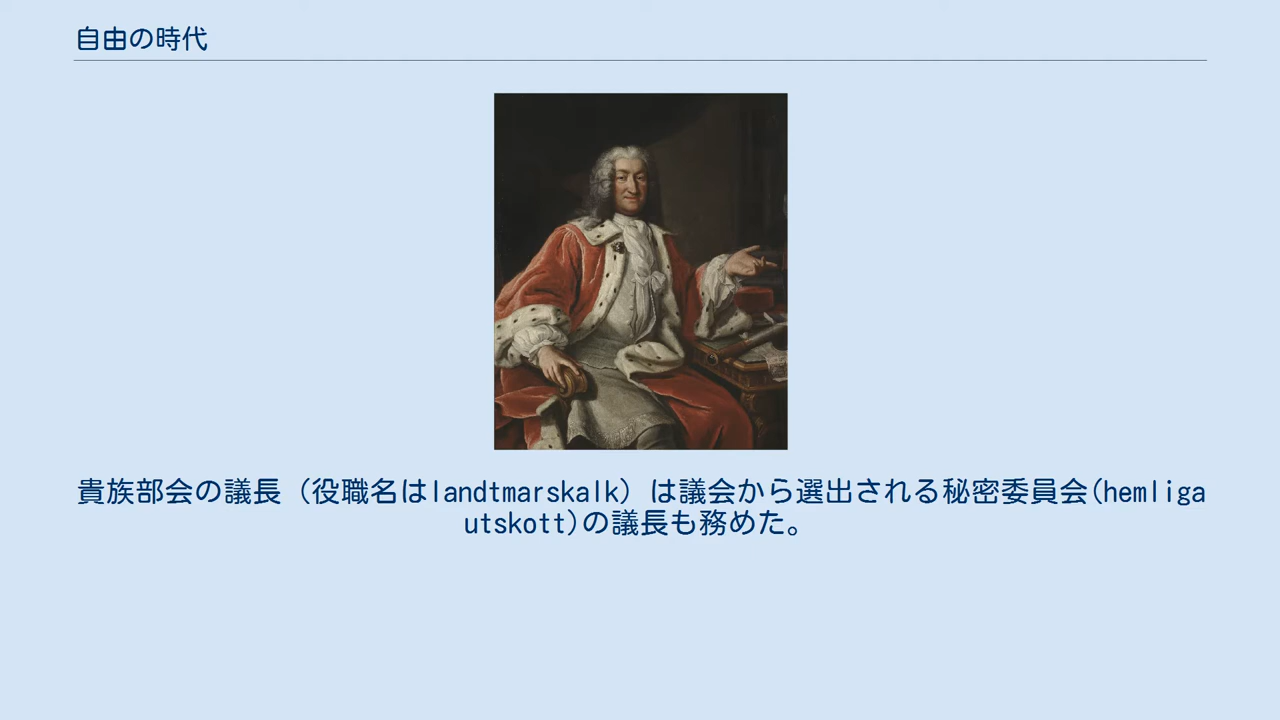 自由の時代
貴族部会の議長（役職名はlandtmarskalk）は議会から選出される秘密委員会(hemliga
utskott)の議長も務めた。